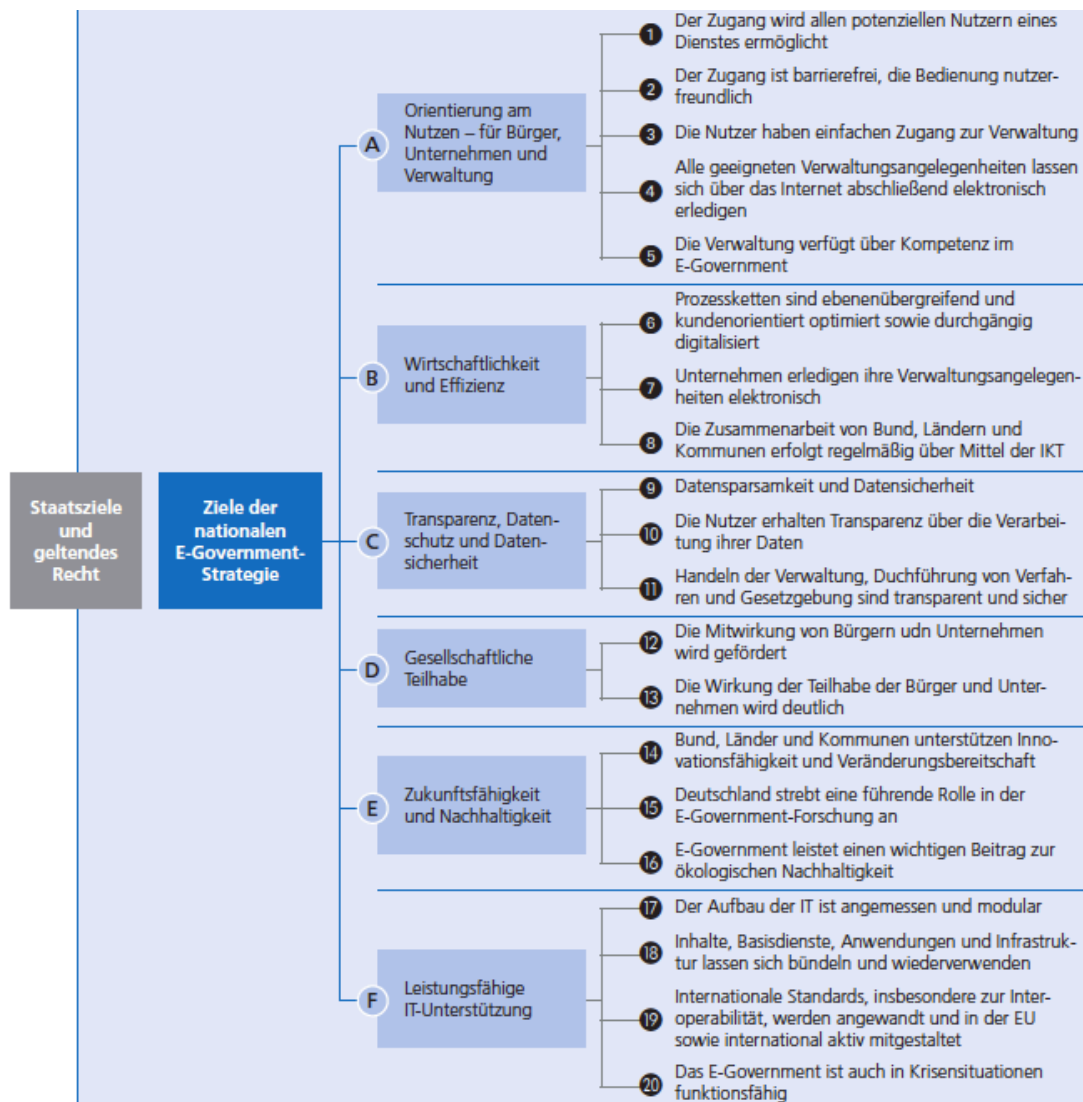 Staatsziele
und
geltendes
Recht
Ziele der
nationalen
E-Government-
Strategie
A
Orientierung am
Nutzen – für Bürger,
Unternehmen und
Verwaltung
1 Der Zugang wird allen potenziellen Nutzern eines
Dienstes ermöglicht
2 Der Zugang ist barrierefrei, die Bedienung nutzer-
freundlich
3 Die Nutzer haben einfachen Zugang zur Verwaltung
4 Alle geeigneten Verwaltungsangelegenheiten lassen
sich über das Internet abschließend elektronisch
erledigen
5 Die Verwaltung verfügt über Kompetenz im
E-Government
B
Wirtschaftlichkeit
und Effizienz
6 Prozessketten sind ebenenübergreifend und
kundenorientiert optimiert sowie durchgängig
digitalisiert
7 Unternehmen erledigen ihre Verwaltungsangelegen-
heiten elektronisch
8 Die Zusammenarbeit von Bund, Ländern und
Kommunen erfolgt regelmäßig über Mittel der IKT
C
Transparenz, Daten-
schutz und Daten-
sicherheit
9 Datensparsamkeit und Datensicherheit
10 Die Nutzer erhalten Transparenz über die Verarbei-
tung ihrer Daten
11 Handeln der Verwaltung, Duchführung von Verfah-
ren und Gesetzgebung sind transparent und sicher
D
Gesellschaftliche
Teilhabe
12 Die Mitwirkung von Bürgern udn Unternehmen
wird gefördert
13 Die Wirkung der Teilhabe der Bürger und Unter-
nehmen wird deutlich
E
Zukunftsfähigkeit
und Nachhaltigkeit
14 Bund, Länder und Kommunen unterstützen Inno-
vationsfähigkeit und Veränderungsbereitschaft
15 Deutschland strebt eine führende Rolle in der
E-Government-Forschung an
16 E-Government leistet einen wichtigen Beitrag zur
ökologischen Nachhaltigkeit
F
Leistungsfähige
IT-Unterstützung
17 Der Aufbau der IT ist angemessen und modular
18 Inhalte, Basisdienste, Anwendungen und Infrastruk-
tur lassen sich bündeln und wiederverwenden
19 Internationale Standards, insbesondere zur Inter-
operabilität, werden angewandt und in der EU
sowie international aktiv mitgestaltet
20 Das E-Government ist auch in Krisensituationen
funktionsfähig